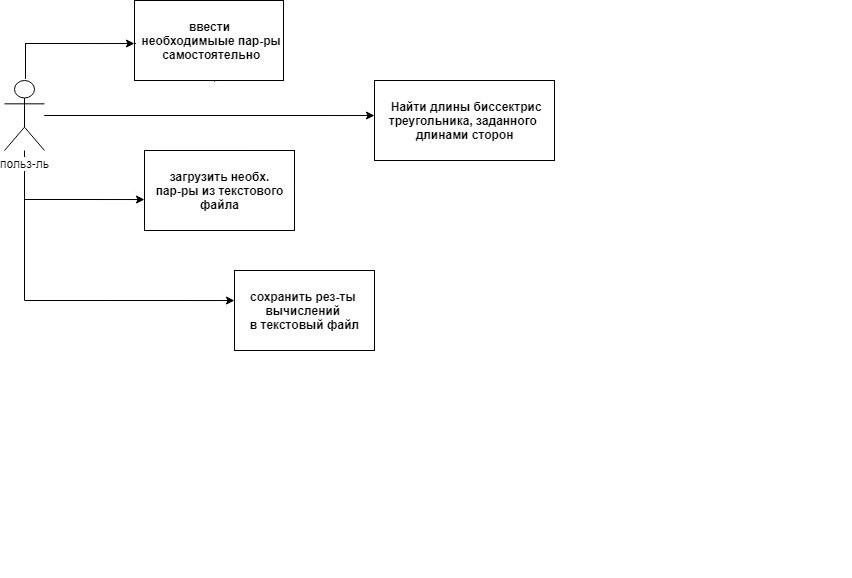 ввести
необходимыые пар-ры
самостоятельно
Найти длины биссектрис
треугольника, заданного
длинами сторон
польз-ль
загрузить необх.
пар-ры из текстового
файла
сохранить рез-ты
вычислений
в текстовый файл